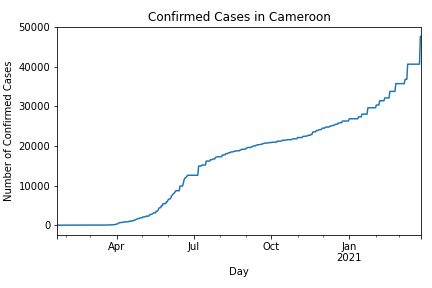 Confirmed Cases in Cameroon
50000
40000
30000
20000
10000
0
Number of Confirmed Cases
Apr
Jul
Oct
Jan
2021
Day